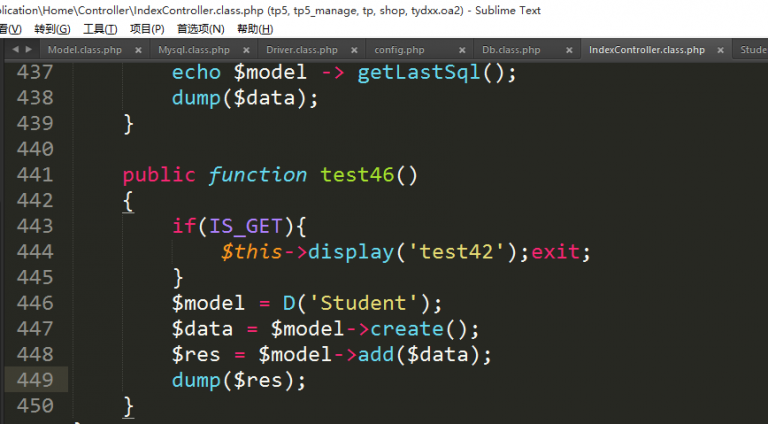 plication\Home\Controller\IndexController.class.php (tp5, tp5_manage, tp, shop, tydxx.oa2) - Sublime Text
看(V) 转到(G) 工具(T) 项目(P) 首选项(N) 帮助(H)
Model.class.php × Mysql.class.php × Driver.class.php × config.php × Db.class.php × IndexController.class.php × Stude
437 echo $model -> getLastSql();
438 dump($data);
439 }
440
441 public function test46()
442 {
443 if(IS_GET){
444 $this->display('test42');exit;
445 }
446 $model = D('Student');
447 $data = $model->create();
448 $res = $model->add($data);
449 dump($res);
450 }